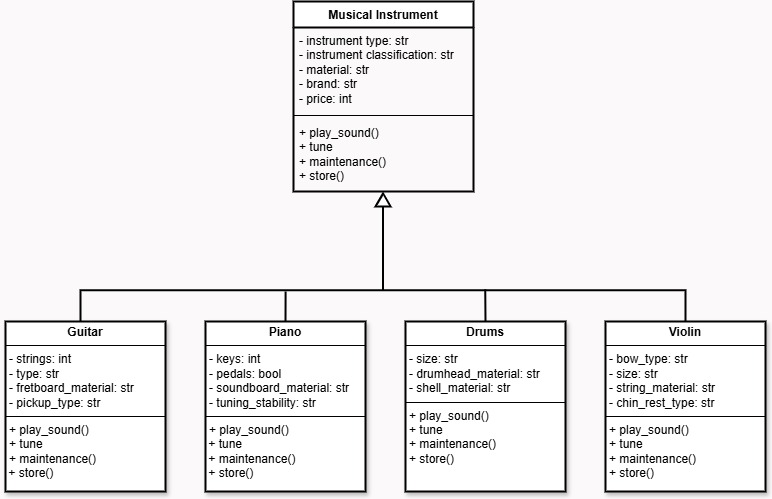 Musical Instrument
- instrument type: str
- instrument classification: str
- material: str
- brand: str
- price: int
+ play_sound()
+ tune
+ maintenance()
+ store()
Guitar
- strings: int
- type: str
- fretboard_material: str
- pickup_type: str
+ play_sound()
+ tune
+ maintenance()
+ store()
Piano
- keys: int
- pedals: bool
- soundboard_material: str
- tuning_stability: str
+ play_sound()
+ tune
+ maintenance()
+ store()
Drums
- size: str
- drumhead_material: str
- shell_material: str
+ play_sound()
+ tune
+ maintenance()
+ store()
Violin
- bow_type: str
- size: str
- string_material: str
- chin_rest_type: str
+ play_sound()
+ tune
+ maintenance()
+ store()